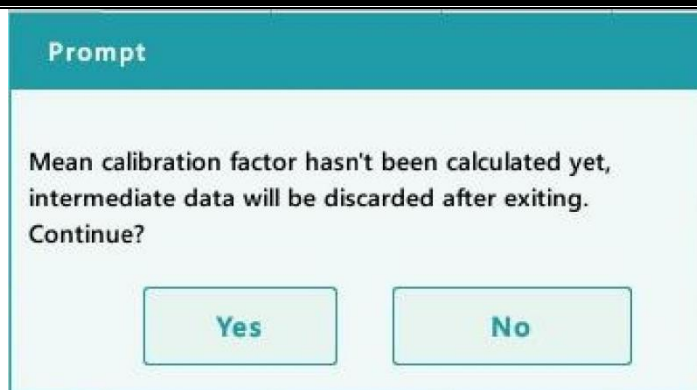 Prompt
Mean calibration factor hasn't been calculated yet,
intermediate data will be discarded after exiting.
Continue?
Yes
No